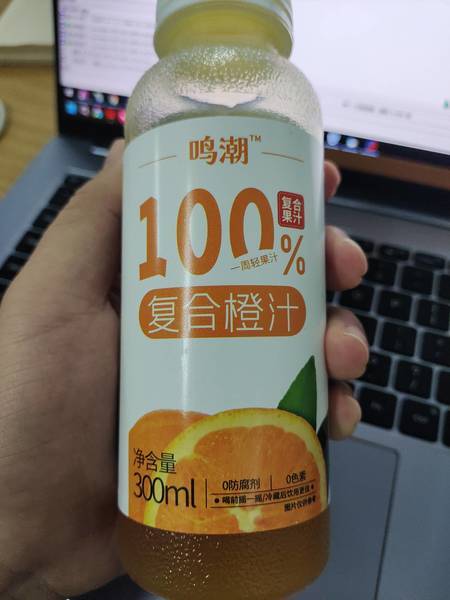 鸣潮™
100%
复合
果汁
一周轻果汁
复合橙汁
净含量
300ml
0防腐剂
0色素
喝前摇一摇/冷藏后饮用更佳
图片仅供参考